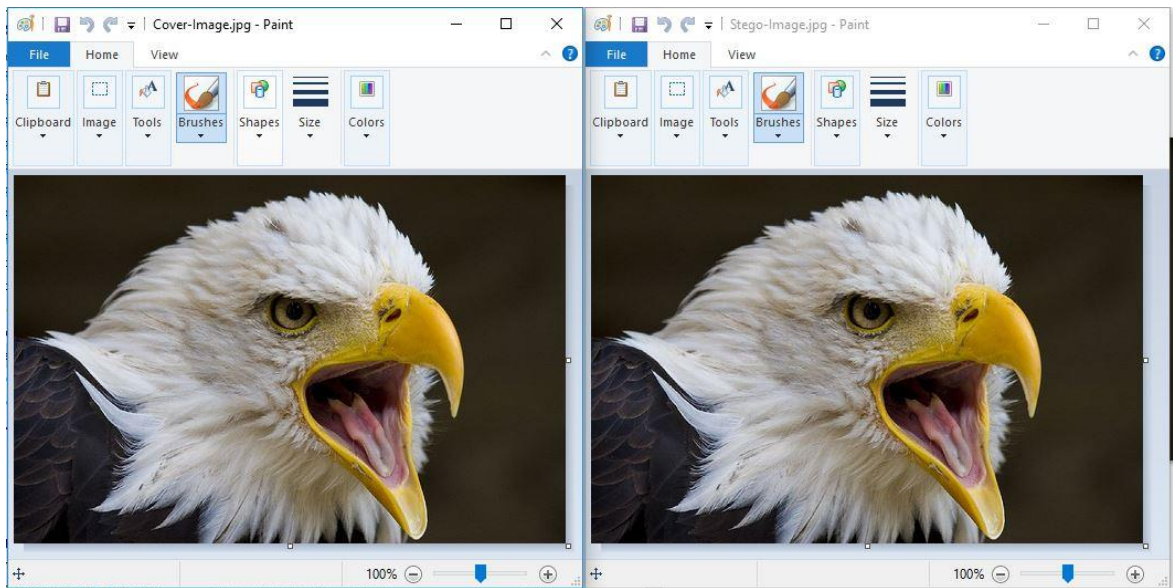 Cover-Image.jpg - Paint
File Home View
Clipboard Image Tools Brushes Shapes Size Colors
100%
Stego-Image.jpg - Paint
File Home View
Clipboard Image Tools Brushes Shapes Size Colors
100%